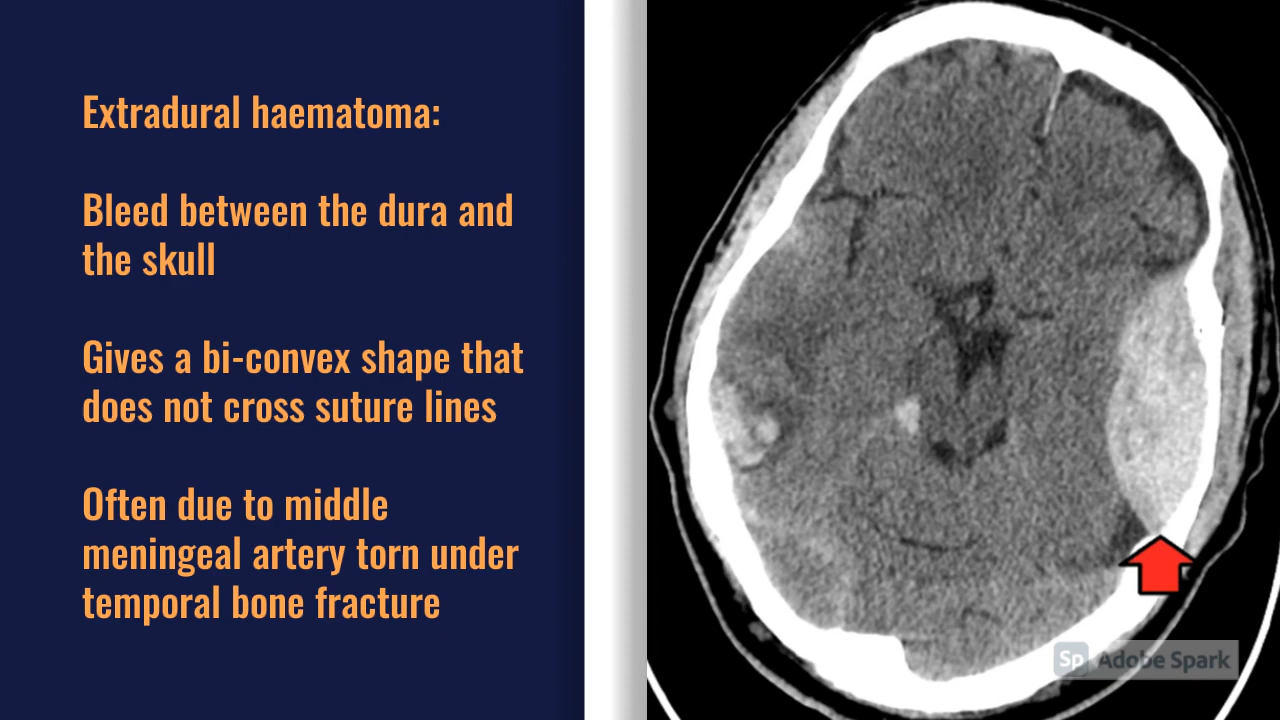 Extradural haematoma:
Bleed between the dura and
the skull
Gives a bi-convex shape that
does not cross suture lines
Often due to middle
meningeal artery torn under
temporal bone fracture
Sp Adobe Spark